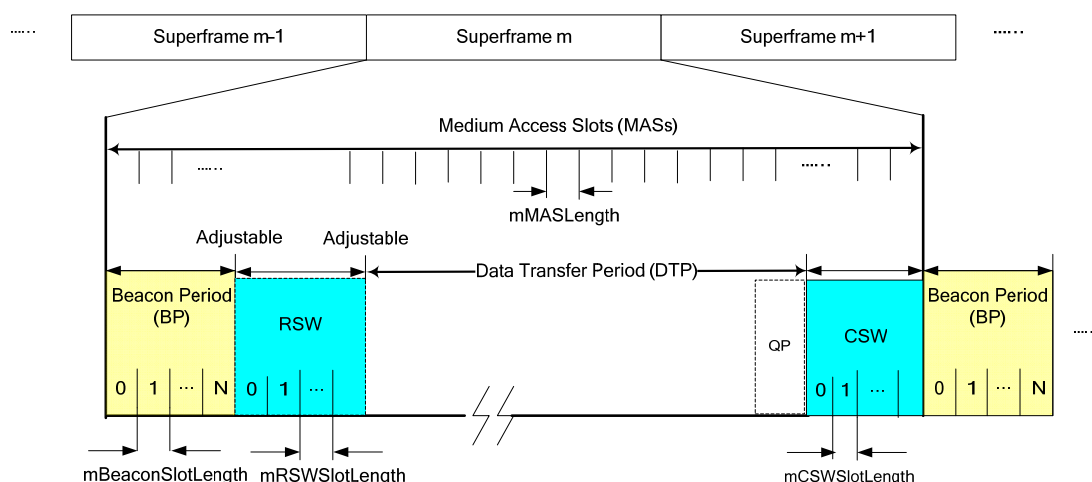 ...... Superframe m-1 Superframe m Superframe m+1 ......
Medium Access Slots (MASs)
...... ......
mMASLength
Adjustable Adjustable
Data Transfer Period (DTP)
Beacon Period
(BP)
RSW
QP
CSW
Beacon Period
(BP)
......
0 1 ... N
0 1 ...
0 1 ...
0 1 ... N
mBeaconSlotLength mRSWSlotLength mCSWSlotLength